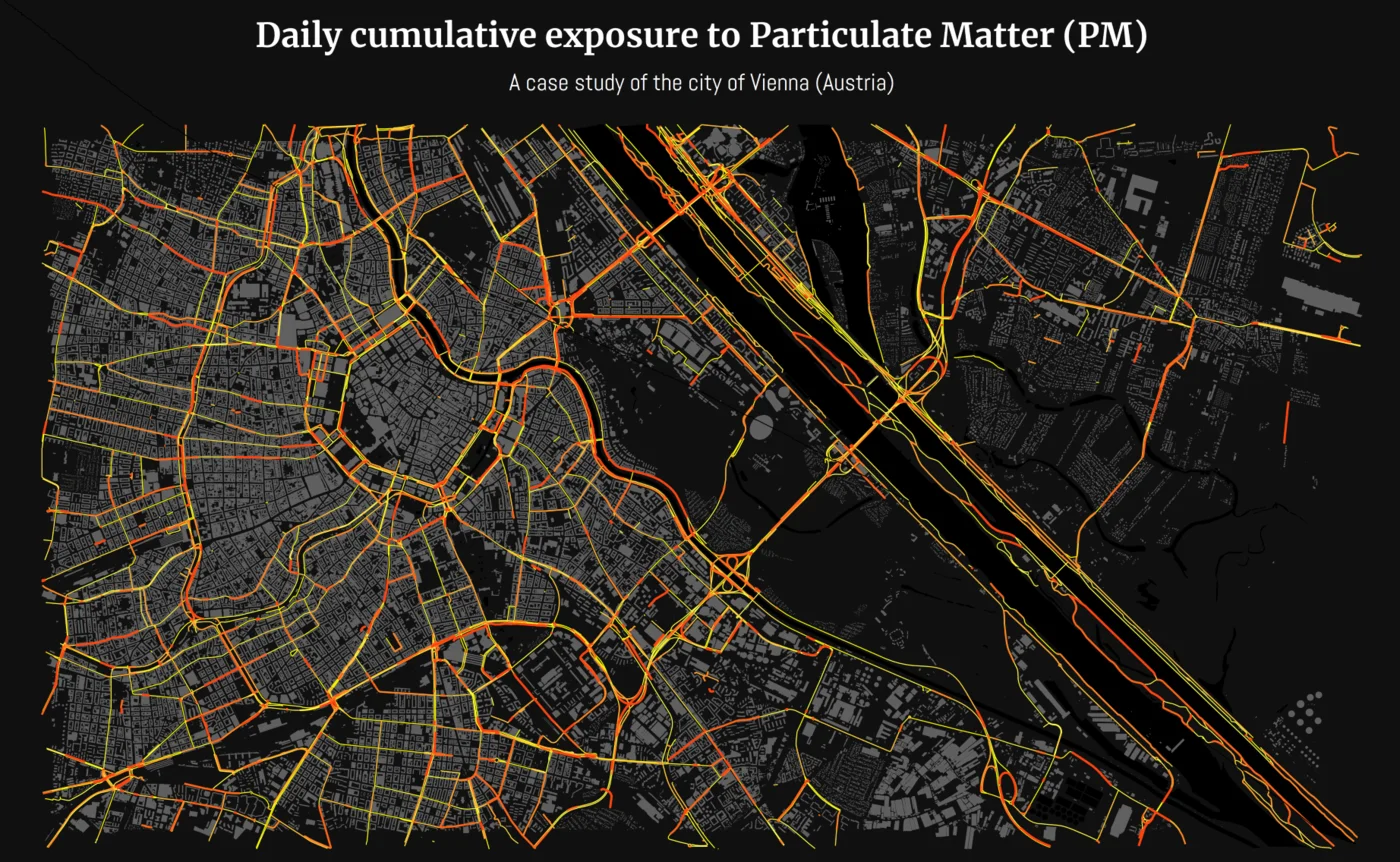 Daily cumulative exposure to Particulate Matter (PM)
A case study of the city of Vienna (Austria)